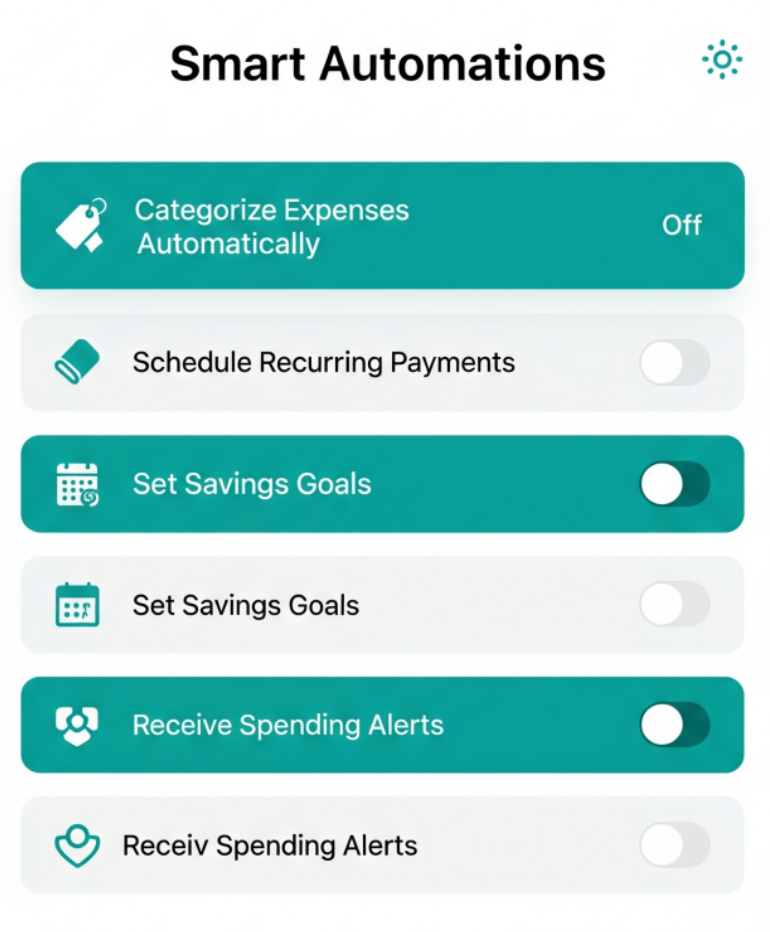 Smart Automations
Categorize Expenses
Automatically
Off
Schedule Recurring Payments
Set Savings Goals
Set Savings Goals
Receive Spending Alerts
Receiv Spending Alerts